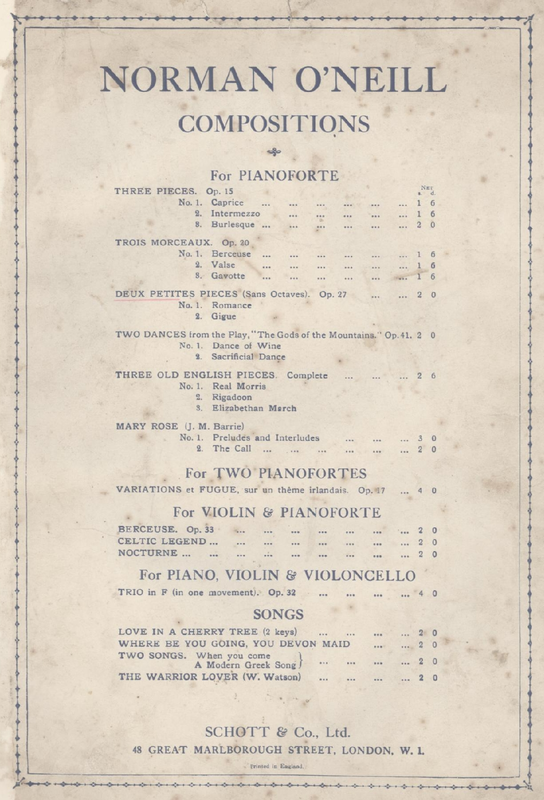 NORMAN O'NEILL
COMPOSITIONS
For PIANOFORTE
Net
s. d.
THREE PIECES. Op. 15
No. 1. Caprice ... ... ... ... ... 1 6
2. Intermezzo ... ... ... ... ... 1 6
3. Burlesque ... ... ... ... ... ... 2 0
TROIS MORCEAUX. Op. 20
No. 1. Berceuse ... ... ... ... ... ... 1 6
2. Valse ... ... ... ... ... ... 1 6
3. Gavotte ... ... ... ... ... ... 1 6
DEUX PETITES PIECES (Sans Octaves). Op. 27 ... ... 2 0
No. 1. Romance
2. Gigue
TWO DANCES from the Play, "The Gods of the Mountains." Op. 41. 2 0
No. 1. Dance of Wine
2. Sacrificial Dance
THREE OLD ENGLISH PIECES. Complete ... ... ... 2 6
No. 1. Real Morris
2. Rigadoon
3. Elizabethan March
MARY ROSE (J. M. Barrie)
No. 1. Preludes and Interludes ... ... ... 3 0
2. The Call ... ... ... ... ... ... 2 0
For TWO PIANOFORTES
VARIATIONS et FUGUE, sur un thême irlandais. Op. 17 ... 4 0
For VIOLIN & PIANOFORTE
BERCEUSE. Op. 33 ... ... ... ... ... ... ... 2 0
CELTIC LEGEND ... ... ... ... ... ... ... ... 2 0
NOCTURNE ... ... ... ... ... ... ... ... ... 2 0
For PIANO, VIOLIN & VIOLONCELLO
TRIO in F (in one movement). Op. 32 ... ... ... ... 4 0
SONGS
LOVE IN A CHERRY TREE (2 keys) ... ... ... ... 2 0
WHERE BE YOU GOING, YOU DEVON MAID ... ... 2 0
TWO SONGS. When you come
A Modern Greek Song } ... ... ... ... 2 0
THE WARRIOR LOVER (W. Watson) ... ... ... ... 2 0
SCHOTT & Co., Ltd.
48 GREAT MARLBOROUGH STREET, LONDON, W. 1.
Printed in England.